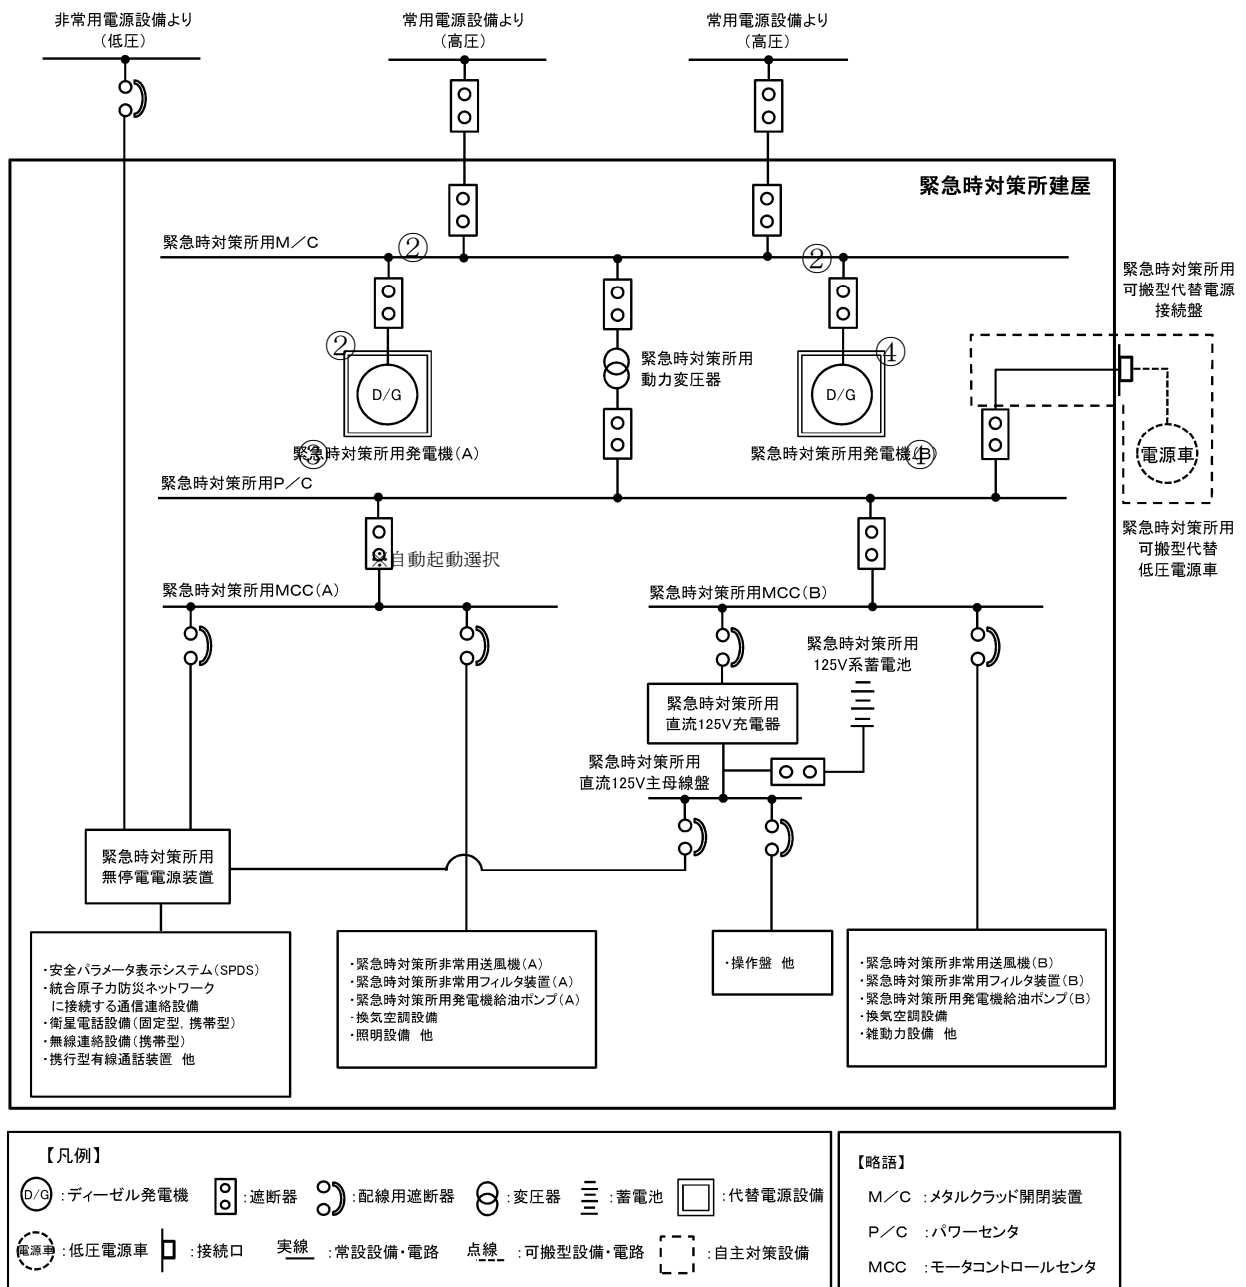 非常用電源設備より
(低圧)
常用電源設備より
(高圧)
常用電源設備より
(高圧)
緊急時対策所建屋
緊急時対策所用M/C
②
②
緊急時対策所用
可搬型代替電源
接続盤
②
D/G
緊急時対策所用
動力変圧器
④
D/G
③
緊急時対策所用発電機(A)
緊急時対策所用発電機(B)
④
電源車
緊急時対策所用P/C
緊急時対策所用
可搬型代替
低圧電源車
※自動起動選択
緊急時対策所用MCC(A)
緊急時対策所用MCC(B)
緊急時対策所用
125V系蓄電池
緊急時対策所用
直流125V充電器
緊急時対策所用
直流125V主母線盤
緊急時対策所用
無停電電源装置
・安全パラメータ表示システム(SPDS)
・統合原子力防災ネットワーク
に接続する通信連絡設備
・衛星電話設備(固定型, 携帯型)
・無線連絡設備(携帯型)
・携行型有線通話装置 他
・緊急時対策所非常用送風機(A)
・緊急時対策所非常用フィルタ装置(A)
・緊急時対策所用発電機給油ポンプ(A)
・換気空調設備
・照明設備 他
・操作盤 他
・緊急時対策所非常用送風機(B)
・緊急時対策所非常用フィルタ装置(B)
・緊急時対策所用発電機給油ポンプ(B)
・換気空調設備
・雑動力設備 他
【凡例】
D/G :ディーゼル発電機 :遮断器 :配線用遮断器 :変圧器 :蓄電池 :代替電源設備
電源車 :低圧電源車 :接続口 実線 :常設設備・電路 点線 :可搬型設備・電路 :自主対策設備
【略語】
M/C :メタルクラッド開閉装置
P/C :パワーセンタ
MCC :モータコントロールセンタ